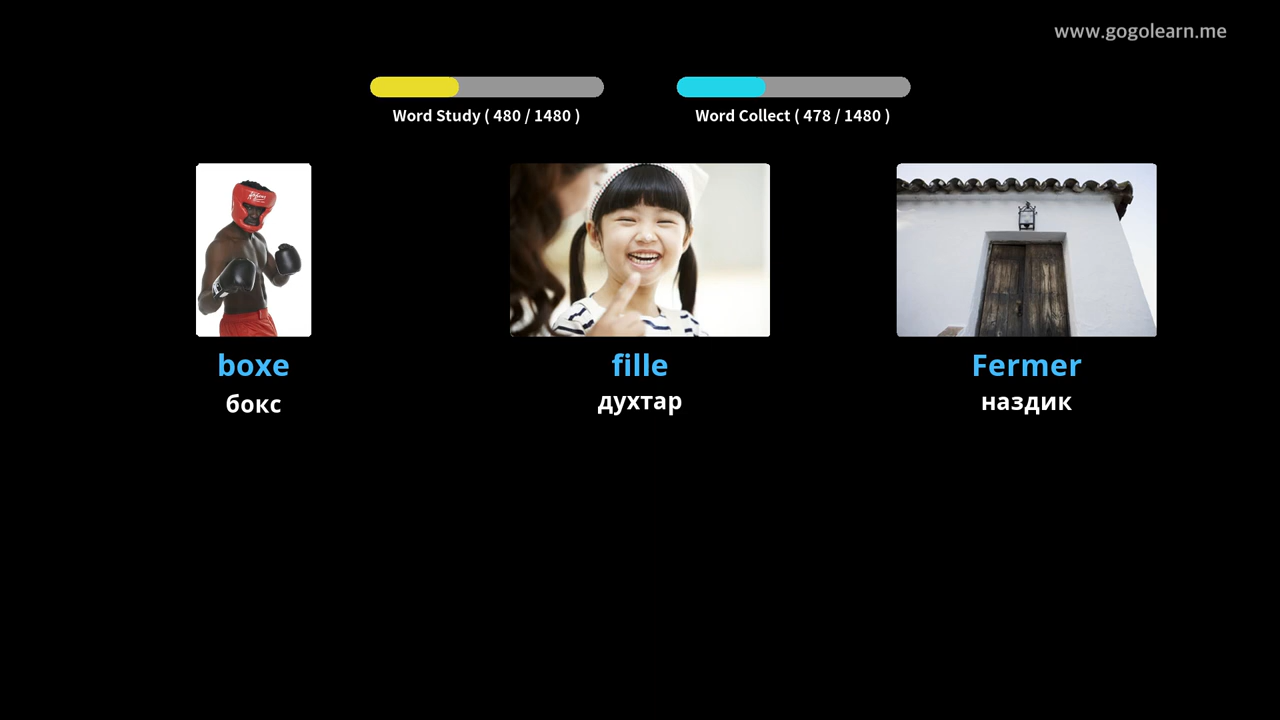 www.gogolearn.me
Word Study ( 480 / 1480 )
Word Collect ( 478 / 1480 )
boxe
бокс
fille
духтар
Fermer
наздик